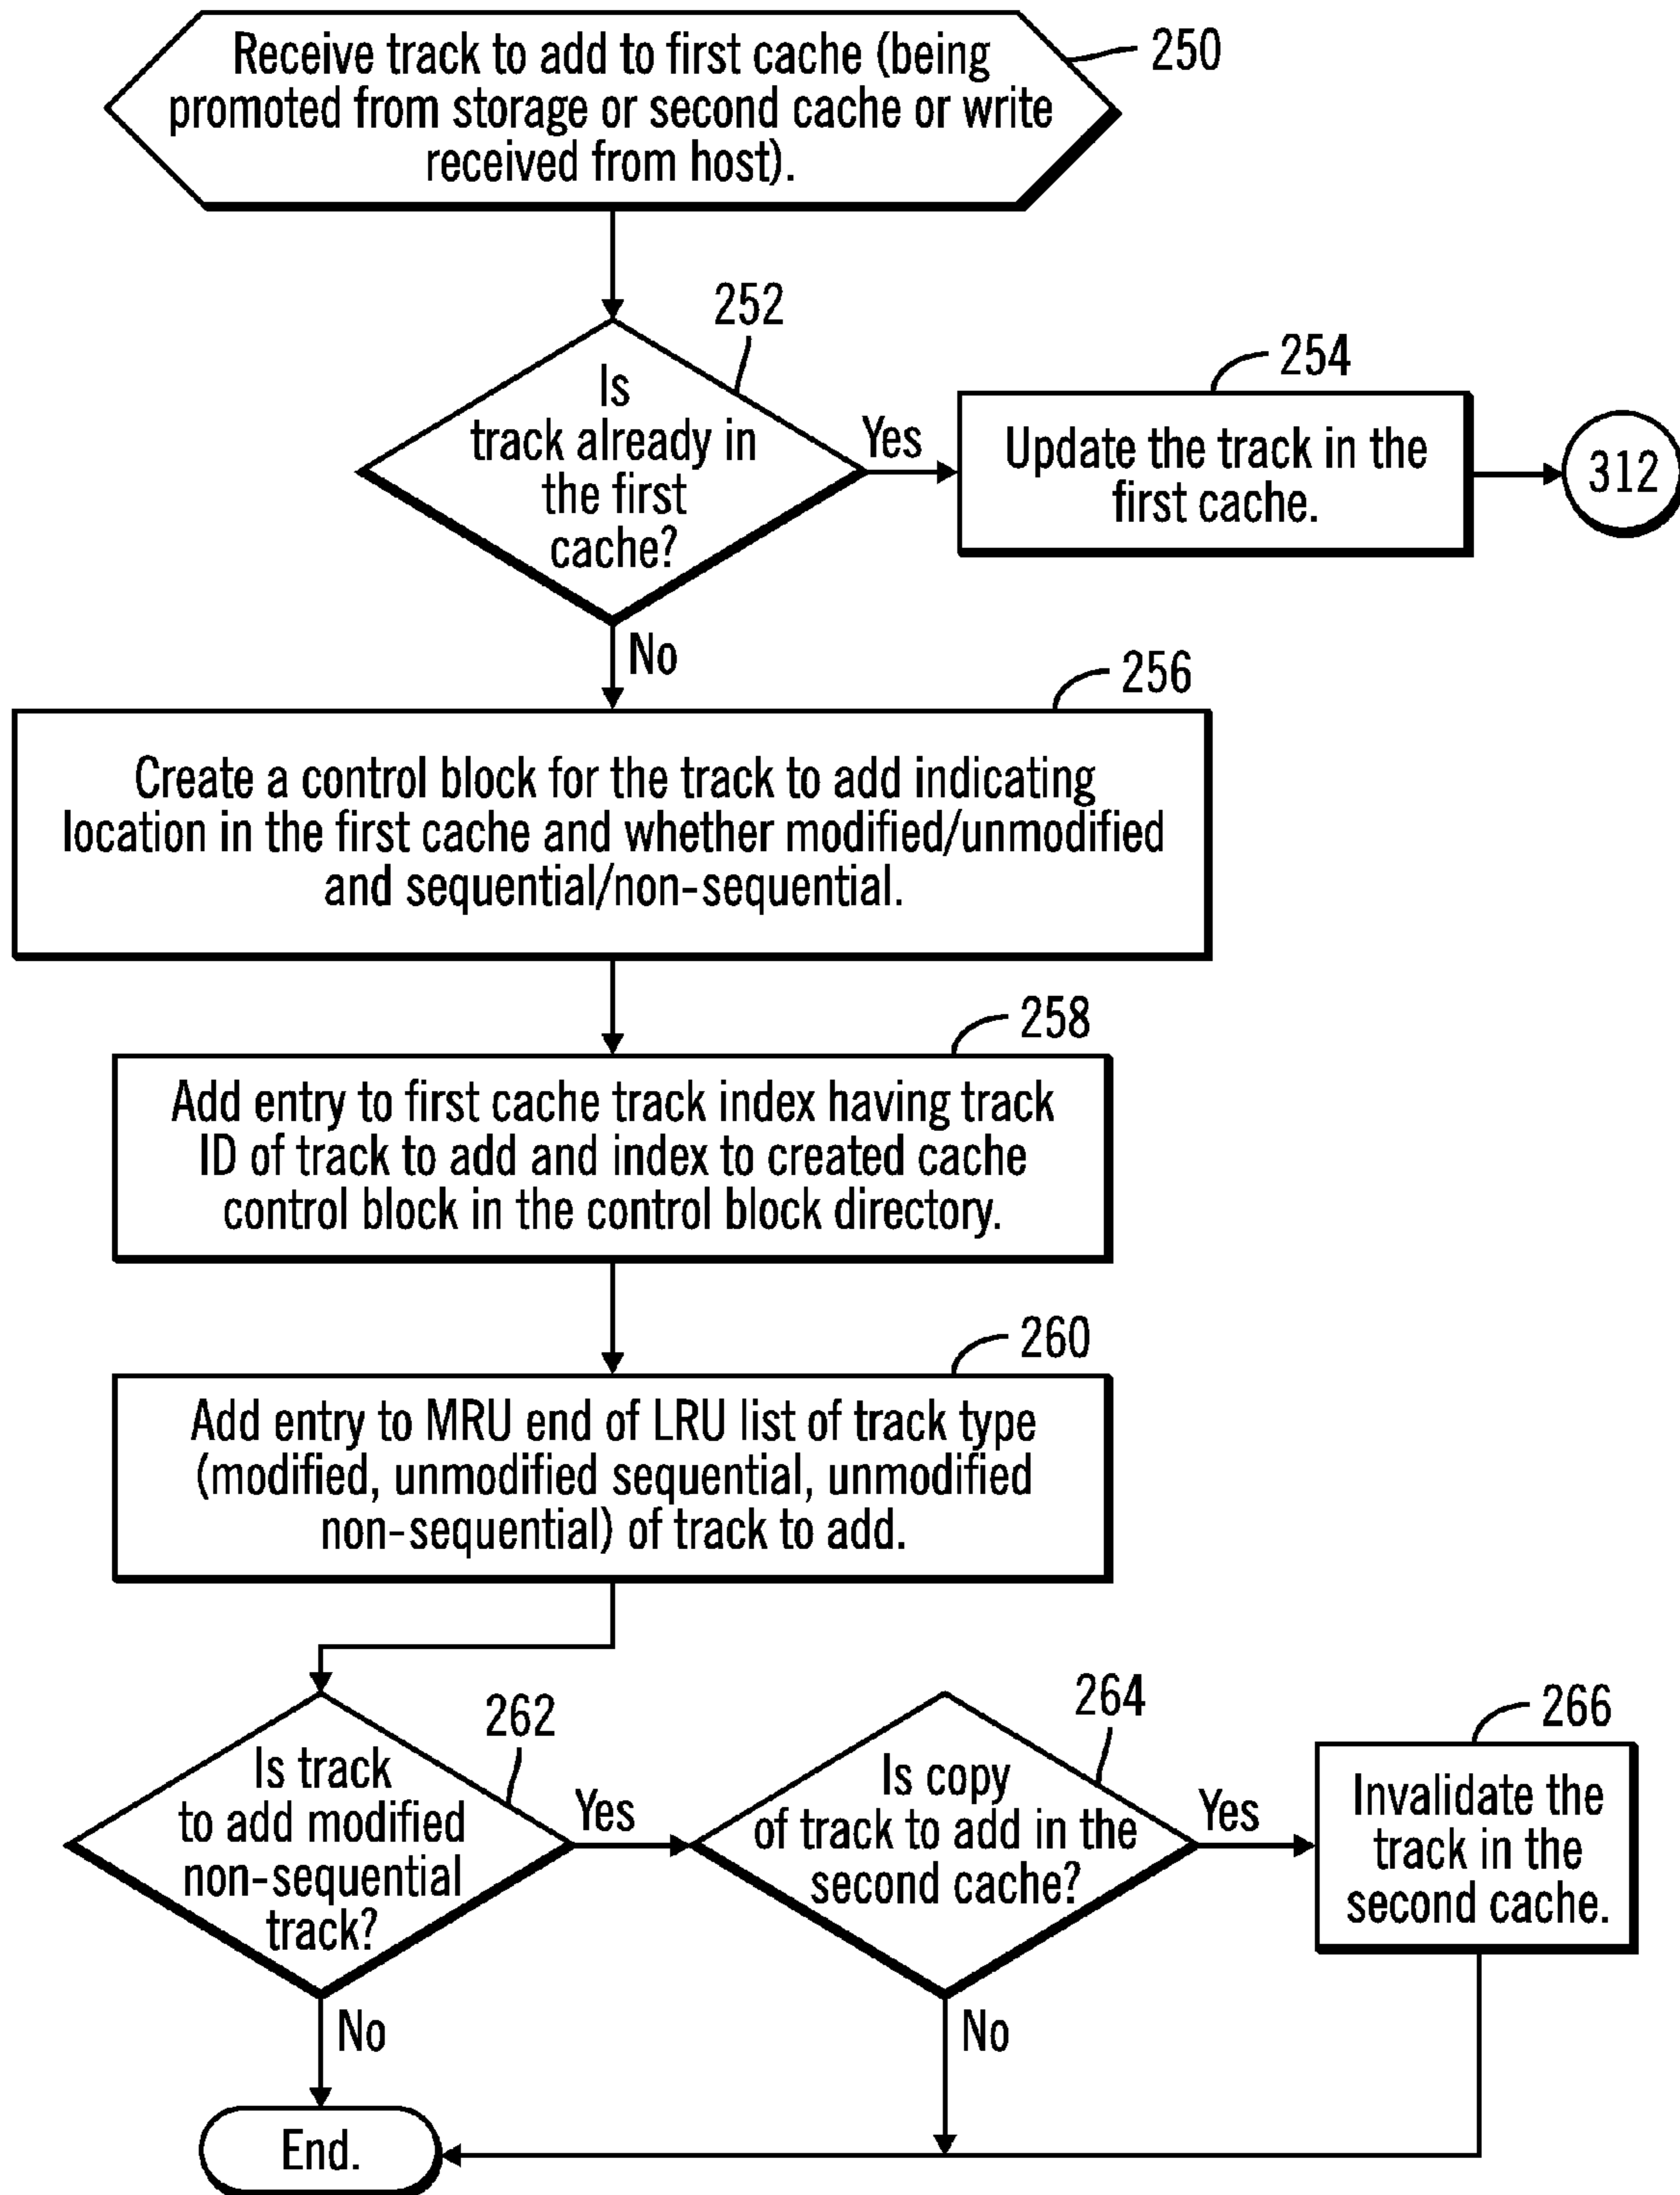 Receive track to add to first cache (being
promoted from storage or second cache or write
received from host).
250
252
Is
track already in
the first
cache?
Yes
254
Update the track in the
first cache.
312
No
256
Create a control block for the track to add indicating
location in the first cache and whether modified/unmodified
and sequential/non-sequential.
258
Add entry to first cache track index having track
ID of track to add and index to created cache
control block in the control block directory.
260
Add entry to MRU end of LRU list of track type
(modified, unmodified sequential, unmodified
non-sequential) of track to add.
262
Is track
to add modified
non-sequential
track?
Yes
264
Is copy
of track to add in the
second cache?
Yes
266
Invalidate the
track in the
second cache.
No
No
End.